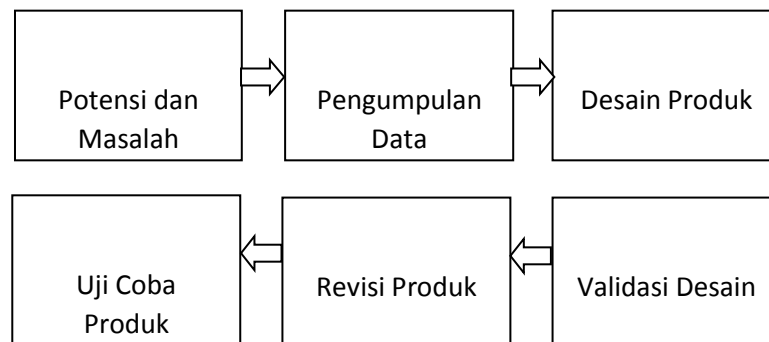 Potensi dan
Masalah
Pengumpulan
Data
Desain Produk
Uji Coba
Produk
Revisi Produk
Validasi Desain